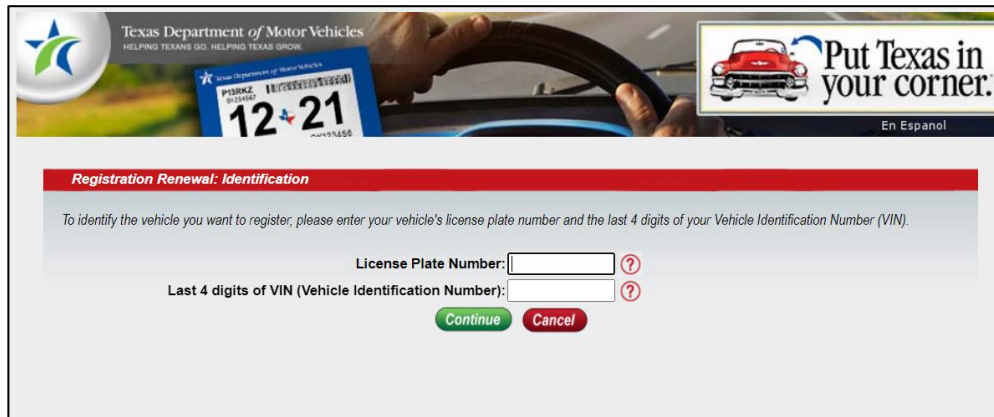 Texas Department of Motor Vehicles
HELPING TEXANS GO. HELPING TEXAS GROW.
Texas Department of Motor Vehicles
P13RKZ
01234567
12 21
Put Texas in
your corner.
En Espanol
Registration Renewal: Identification
To identify the vehicle you want to register, please enter your vehicle's license plate number and the last 4 digits of your Vehicle Identification Number (VIN).
License Plate Number:
?
Last 4 digits of VIN (Vehicle Identification Number):
?
Continue Cancel